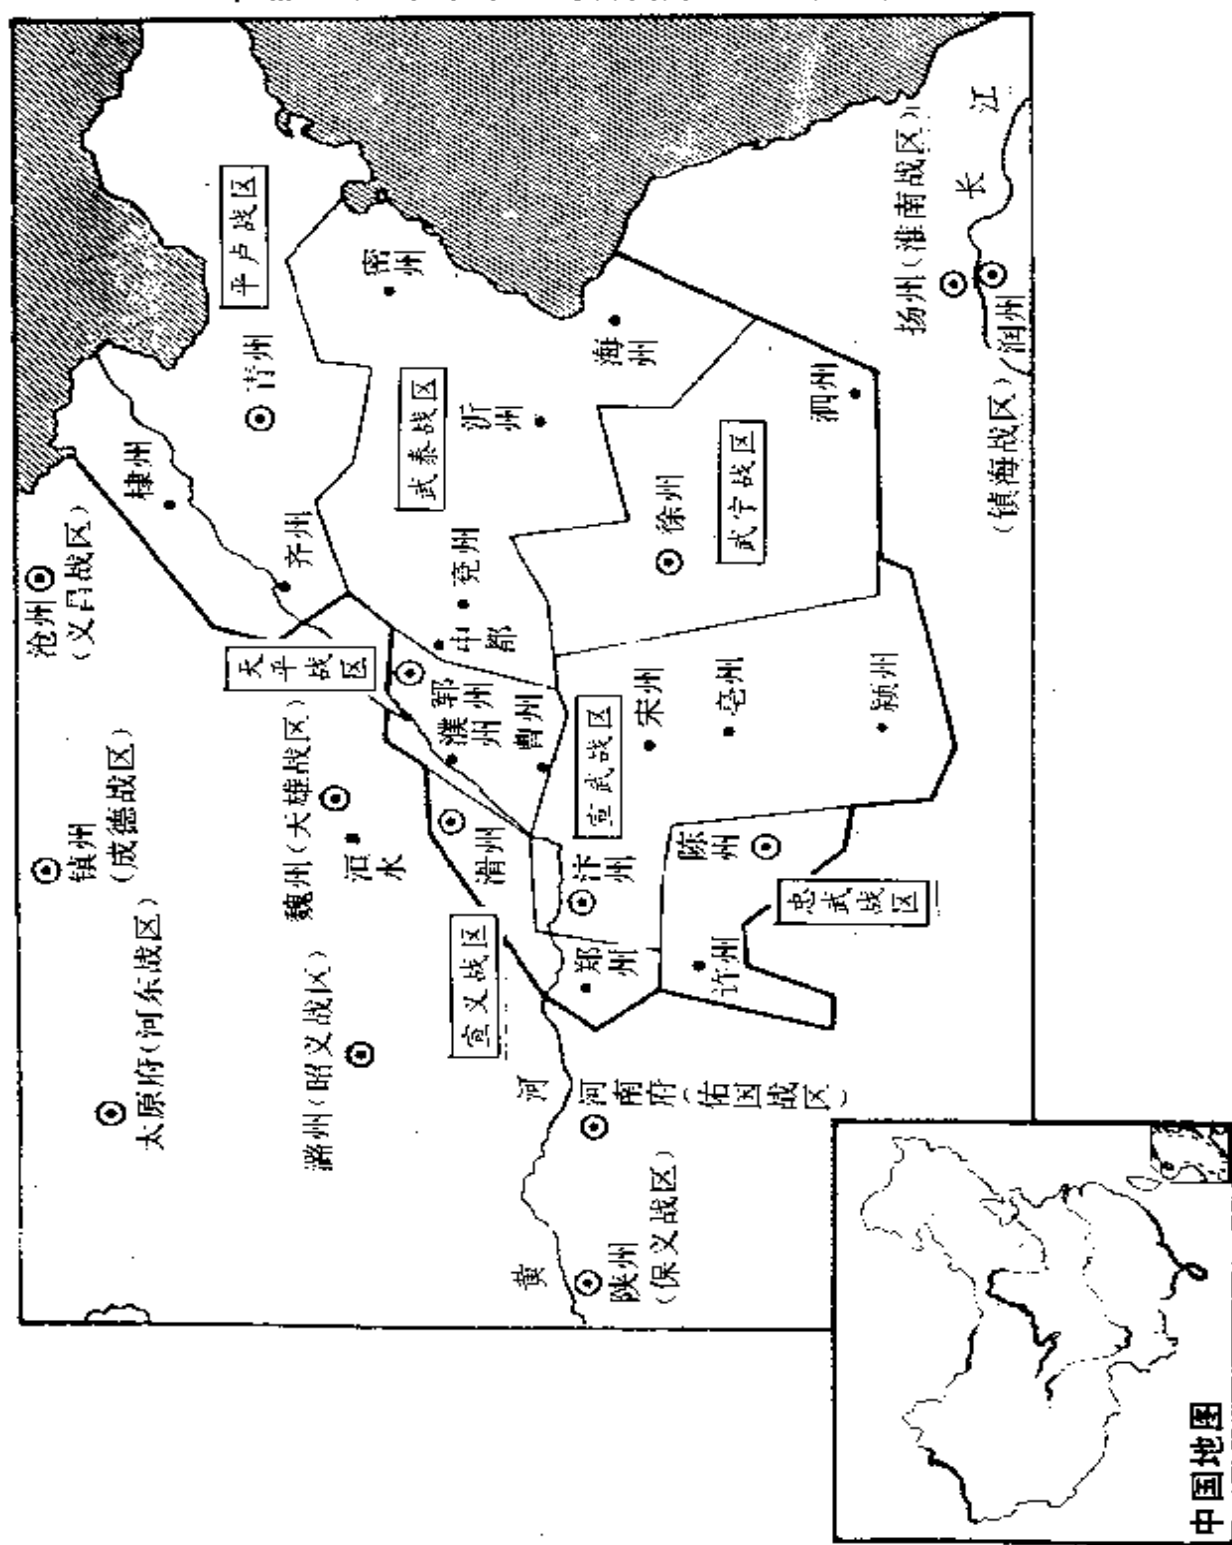 沧州
(义昌战区)
镇州
(成德战区)
太原府(河东战区)
潞州(昭义战区)
魏州(天雄战区)
洹水
棣州
青州
平卢战区
齐州
天平战区
密州
武泰战区
沂州
海州
兖州
中都
郓州
濮州
曹州
滑州
宣义战区
汴州
郑州
宣武战区
宋州
亳州
颍州
徐州
武宁战区
泗州
陈州
许州
忠武战区
黄河
河南府(佑国战区)
陕州
(保义战区)
扬州(淮南战区)
长江
润州
(镇海战区)
中国地图